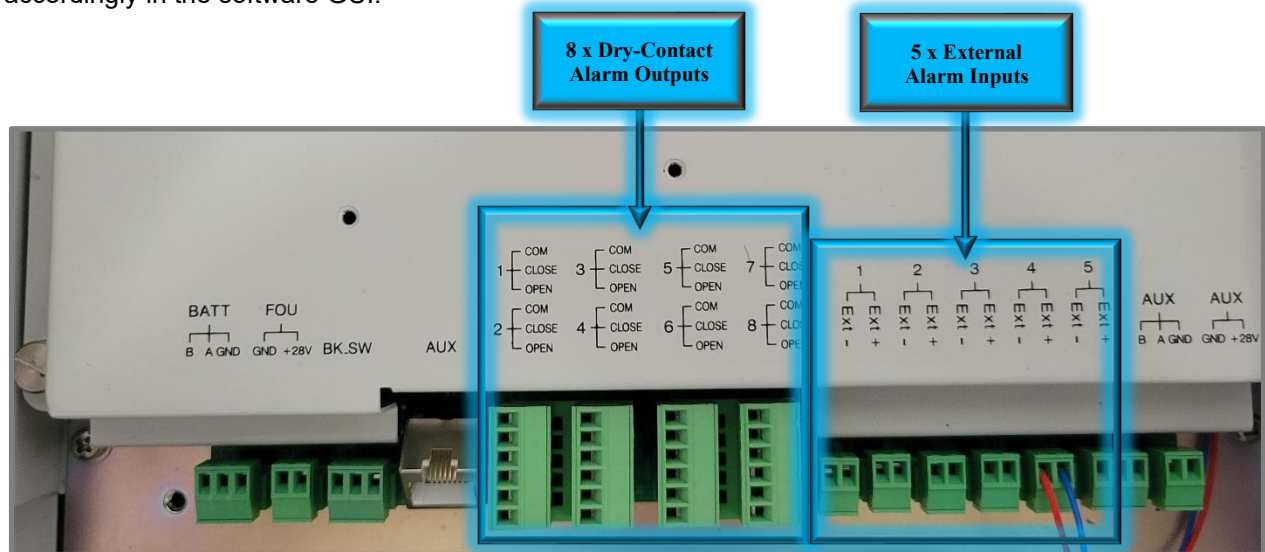 accordingly in the software GUI.
8 x Dry-Contact
Alarm Outputs
5 x External
Alarm Inputs
BATT
B A GND
FOU
GND +28V
BK_SW
AUX
1 COM
CLOSE
OPEN
2 COM
CLOSE
OPEN
3 COM
CLOSE
OPEN
4 COM
CLOSE
OPEN
5 COM
CLOSE
OPEN
6 COM
CLOSE
OPEN
7 COM
8 COM
1
Ext - Ext +
2
Ext - Ext +
3
Ext - Ext +
4
Ext - Ext +
5
Ext - Ext +
AUX
B A GND
AUX
GND +28V